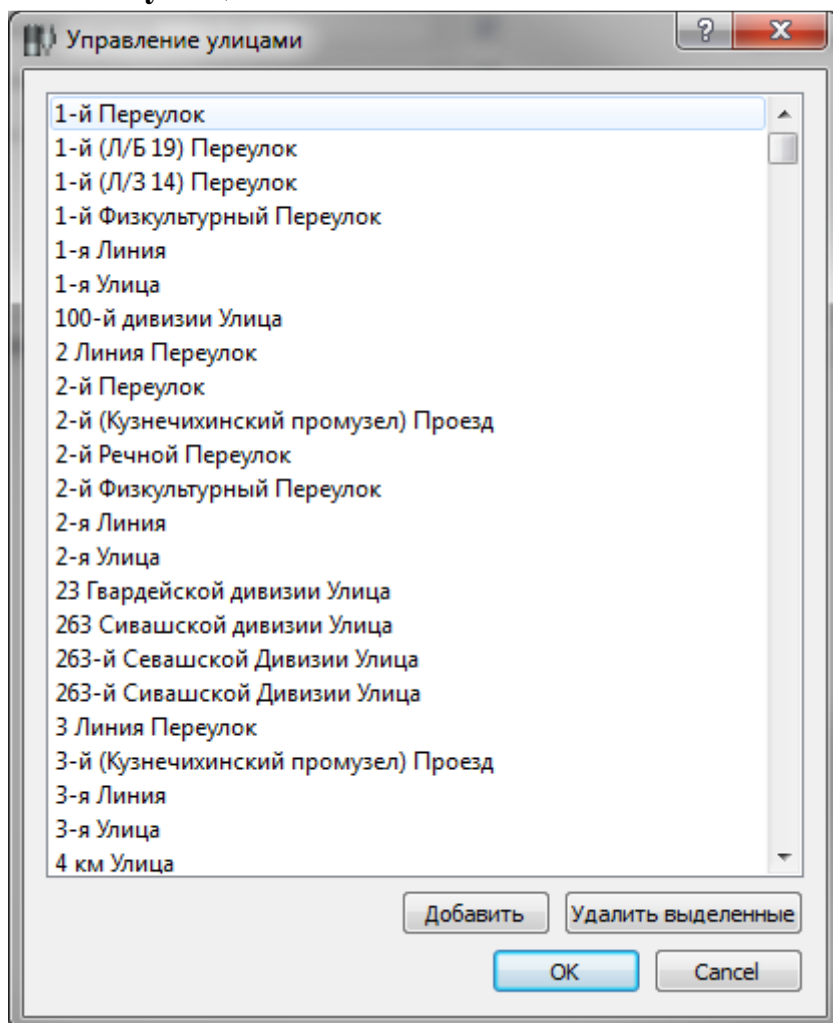 Управление улицами
1-й Переулок
1-й (Л/Б 19) Переулок
1-й (Л/З 14) Переулок
1-й Физкультурный Переулок
1-я Линия
1-я Улица
100-й дивизии Улица
2 Линия Переулок
2-й Переулок
2-й (Кузнечихинский промузел) Проезд
2-й Речной Переулок
2-й Физкультурный Переулок
2-я Линия
2-я Улица
23 Гвардейской дивизии Улица
263 Сивашской дивизии Улица
263-й Севашской Дивизии Улица
263-й Сивашской Дивизии Улица
3 Линия Переулок
3-й (Кузнечихинский промузел) Проезд
3-я Линия
3-я Улица
4 км Улица
Добавить Удалить выделенные
OK Cancel